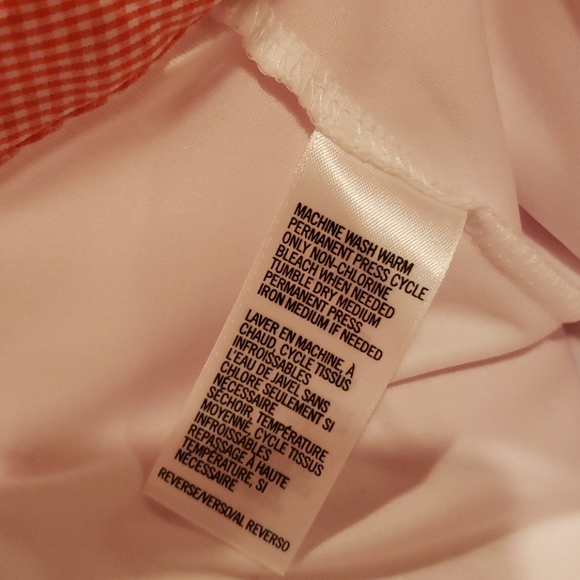 MACHINE WASH WARM
PERMANENT PRESS CYCLE
ONLY NON-CHLORINE
BLEACH WHEN NEEDED
TUMBLE DRY MEDIUM
PERMANENT PRESS
IRON MEDIUM IF NEEDED
LAVER EN MACHINE, À
CHAUD, CYCLE TISSUS
INFROISSABLES
L'EAU DE JAVEL SANS
CHLORE SEULEMENT SI
NÉCESSAIRE
SÉCHOIR, TEMPÉRATURE
MOYENNE, CYCLE TISSUS
INFROISSABLES
REPASSAGE À HAUTE
TEMPÉRATURE, SI
NÉCESSAIRE
REVERSE/VERSO/AL REVERSO